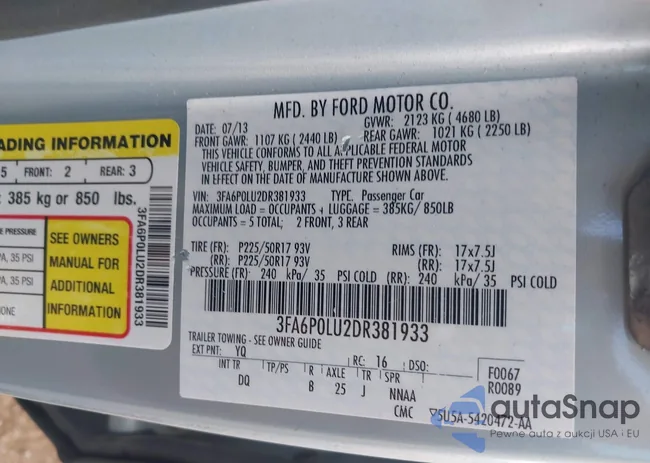 ADING INFORMATION
5 FRONT: 2 REAR: 3
: 385 kg or 850 lbs.
PRESSURE
A, 35 PSI
A, 35 PSI
SEE OWNERS
MANUAL FOR
ADDITIONAL
INFORMATION
3FA6P0LU2DR381933
MFD. BY FORD MOTOR CO.
DATE: 07/13 GVWR: 2123 KG ( 4680 LB)
FRONT GAWR: 1107 KG ( 2440 LB) REAR GAWR: 1021 KG ( 2250 LB)
THIS VEHICLE CONFORMS TO ALL APPLICABLE FEDERAL MOTOR
VEHICLE SAFETY, BUMPER, AND THEFT PREVENTION STANDARDS
IN EFFECT ON THE DATE OF MANUFACTURE SHOWN ABOVE.
VIN: 3FA6P0LU2DR381933 TYPE: Passenger Car
MAXIMUM LOAD = OCCUPANTS + LUGGAGE = 385KG/ 850LB
OCCUPANTS = 5 TOTAL; 2 FRONT, 3 REAR
TIRE (FR): P225/50R17 93V RIMS (FR): 17x7.5J
(RR): P225/50R17 93V (RR): 17x7.5J
PRESSURE (FR): 240 kPa/ 35 PSI COLD (RR): 240 kPa/ 35 PSI COLD
3FA6P0LU2DR381933
TRAILER TOWING - SEE OWNER GUIDE
EXT PNT: YQ RC: 16 DSO: F0067
INT TR TP/PS R AXLE TR SPR R0089
DQ B 25 J NNAA
CMC 5U5A-5420472-AA
autaSnap
Pewne auta z aukcji USA i EU